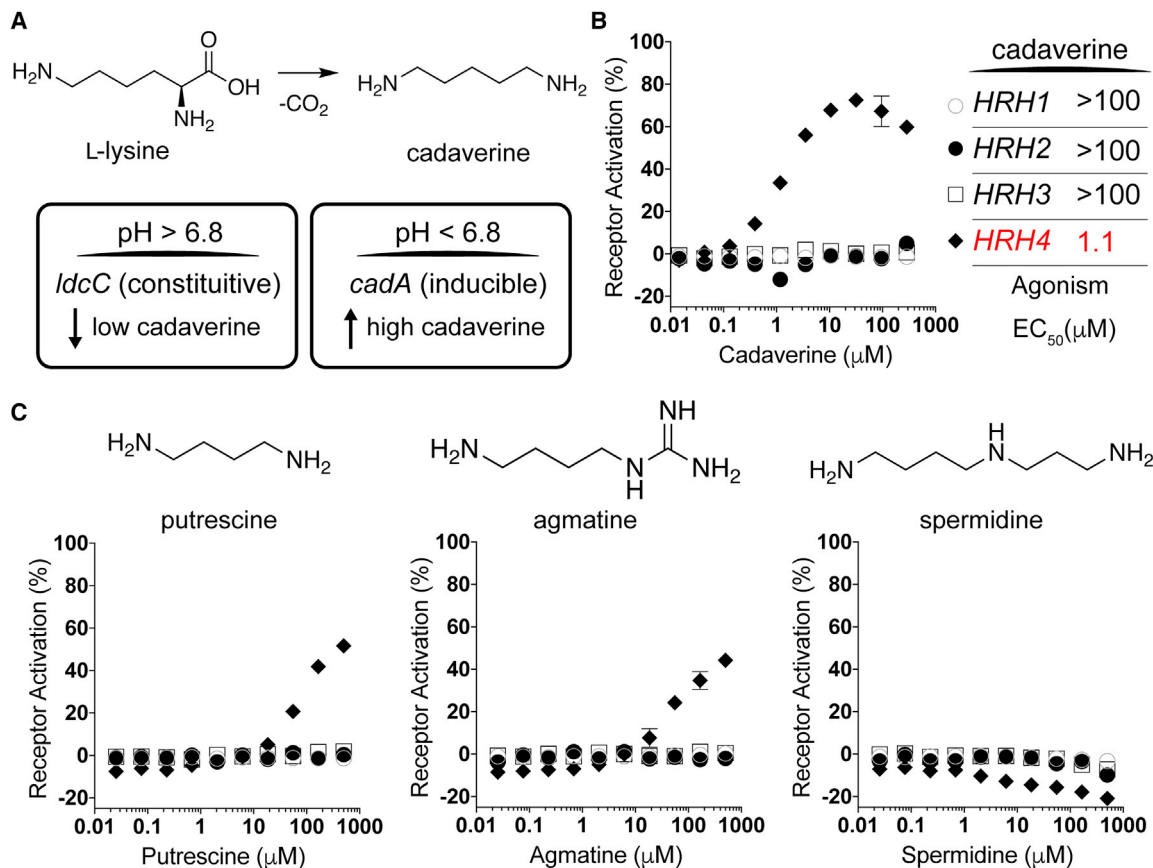 A
H₂N
O
OH
NH₂
-CO₂
H₂N
NH₂
L-lysine
cadaverine
pH > 6.8
ldcC (constituitive)
low cadaverine
pH < 6.8
cadA (inducible)
high cadaverine
B
Receptor Activation (%)
100
80
60
40
20
0
-20
0.01 0.1 1 10 100 1000
Cadaverine (μM)
cadaverine
HRH1 >100
HRH2 >100
HRH3 >100
HRH4 1.1
Agonism
EC₅₀(μM)
C
H₂N
NH₂
putrescine
Receptor Activation (%)
100
80
60
40
20
0
-20
0.01 0.1 1 10 100 1000
Putrescine (μM)
H₂N
N
H
NH
NH₂
agmatine
Receptor Activation (%)
100
80
60
40
20
0
-20
0.01 0.1 1 10 100 1000
Agmatine (μM)
H₂N
H
N
NH₂
spermidine
Receptor Activation (%)
100
80
60
40
20
0
-20
0.01 0.1 1 10 100 1000
Spermidine (μM)